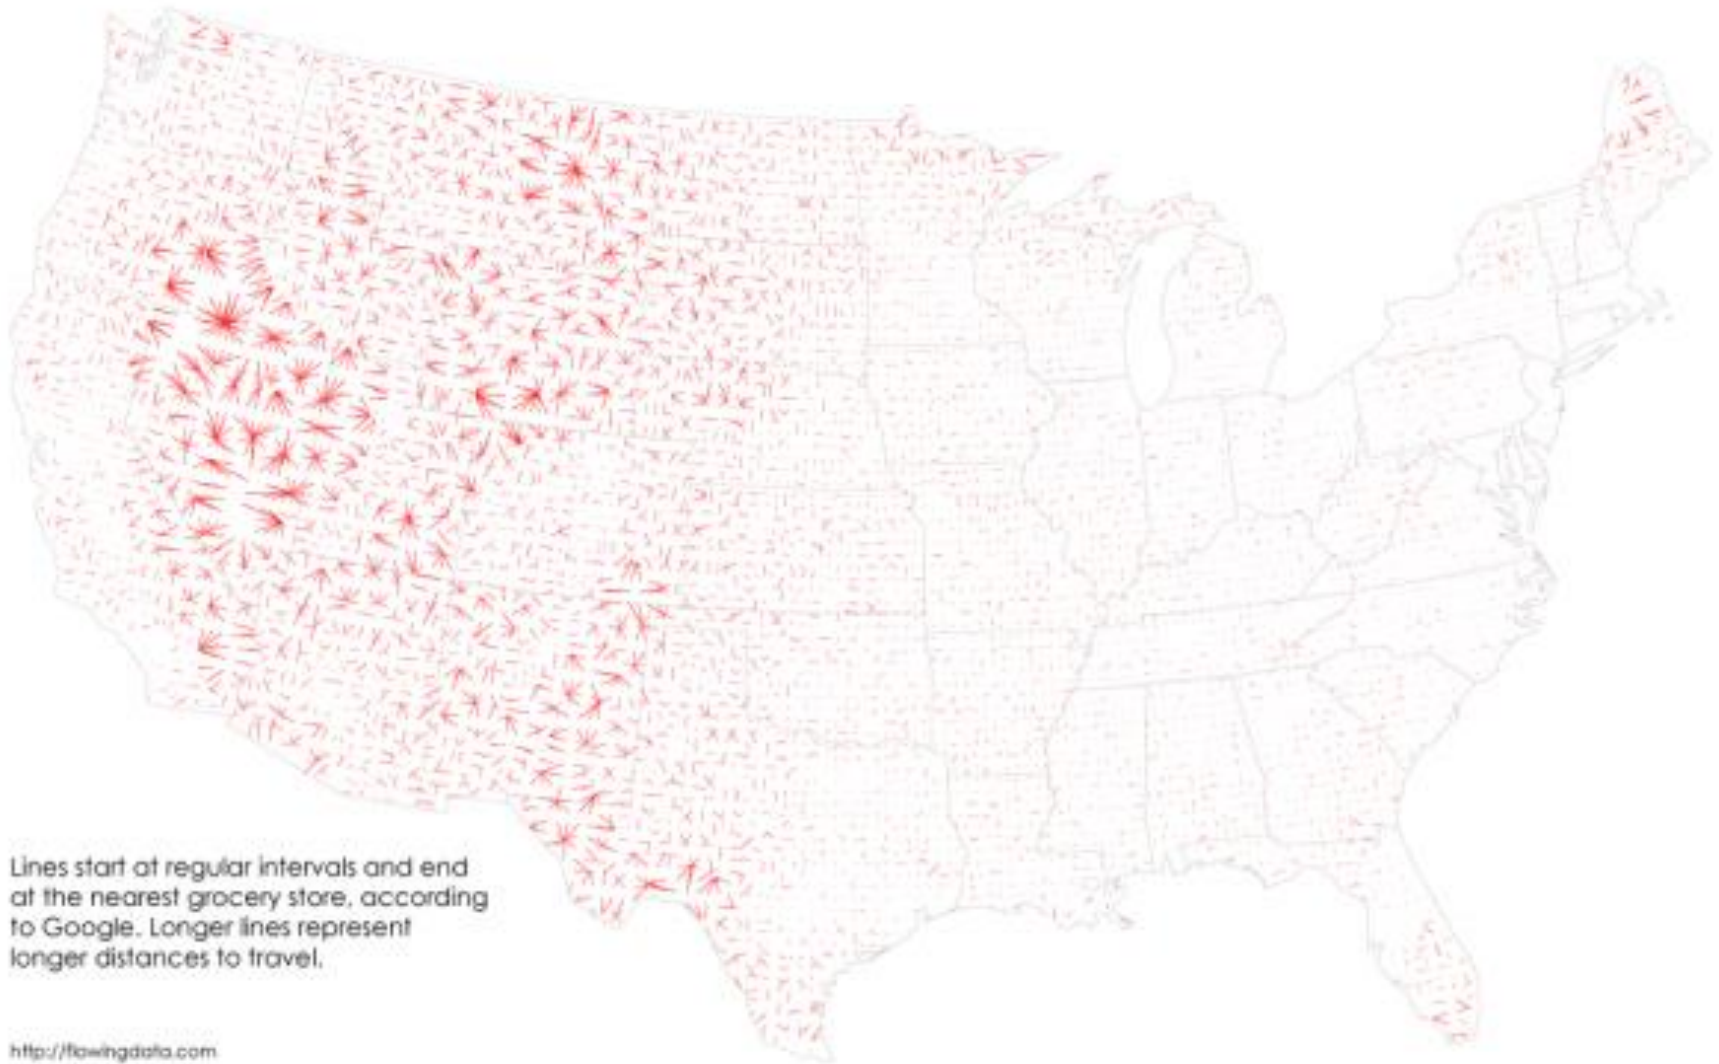 Lines start at regular intervals and end
at the nearest grocery store, according
to Google. Longer lines represent
longer distances to travel.
http://flowingdata.com